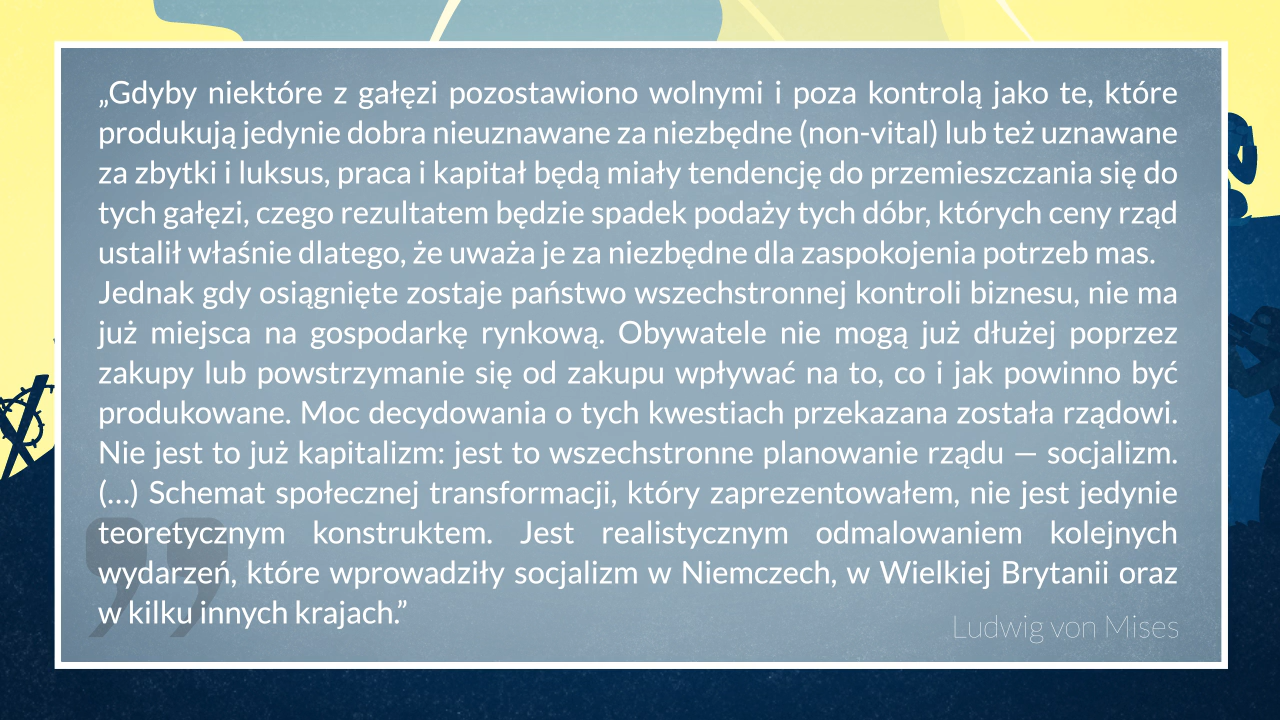 „Gdyby niektóre z gałęzi pozostawiono wolnymi i poza kontrolą jako te, które
produkują jedynie dobra nieuznawane za niezbędne (non-vital) lub też uznawane
za zbytki i luksus, praca i kapitał będą miały tendencję do przemieszczania się do
tych gałęzi, czego rezultatem będzie spadek podaży tych dóbr, których ceny rząd
ustalił właśnie dlatego, że uważa je za niezbędne dla zaspokojenia potrzeb mas.
Jednak gdy osiągnięte zostaje państwo wszechstronnej kontroli biznesu, nie ma
już miejsca na gospodarkę rynkową. Obywatele nie mogą już dłużej poprzez
zakupy lub powstrzymanie się od zakupu wpływać na to, co i jak powinno być
produkowane. Moc decydowania o tych kwestiach przekazana została rządowi.
Nie jest to już kapitalizm: jest to wszechstronne planowanie rządu — socjalizm.
(...) Schemat społecznej transformacji, który zaprezentowałem, nie jest jedynie
teoretycznym konstruktem. Jest realistycznym odmalowaniem kolejnych
wydarzeń, które wprowadziły socjalizm w Niemczech, w Wielkiej Brytanii oraz
w kilku innych krajach.”
Ludwig von Mises